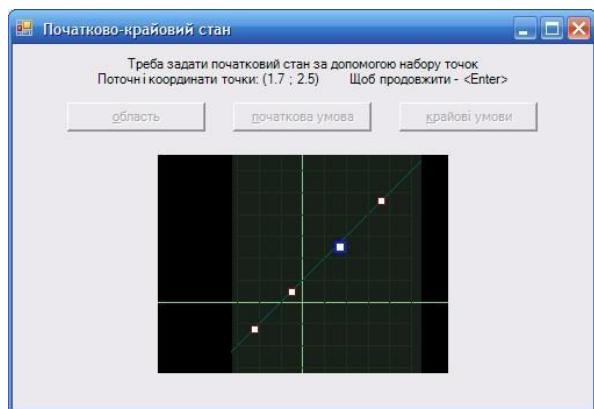 Початково-крайовий стан
Треба задати початковий стан за допомогою набору точок
Поточні координати точки: (1.7 ; 2.5) Щоб продовжити - <Enter>
область початкова умова крайові умови